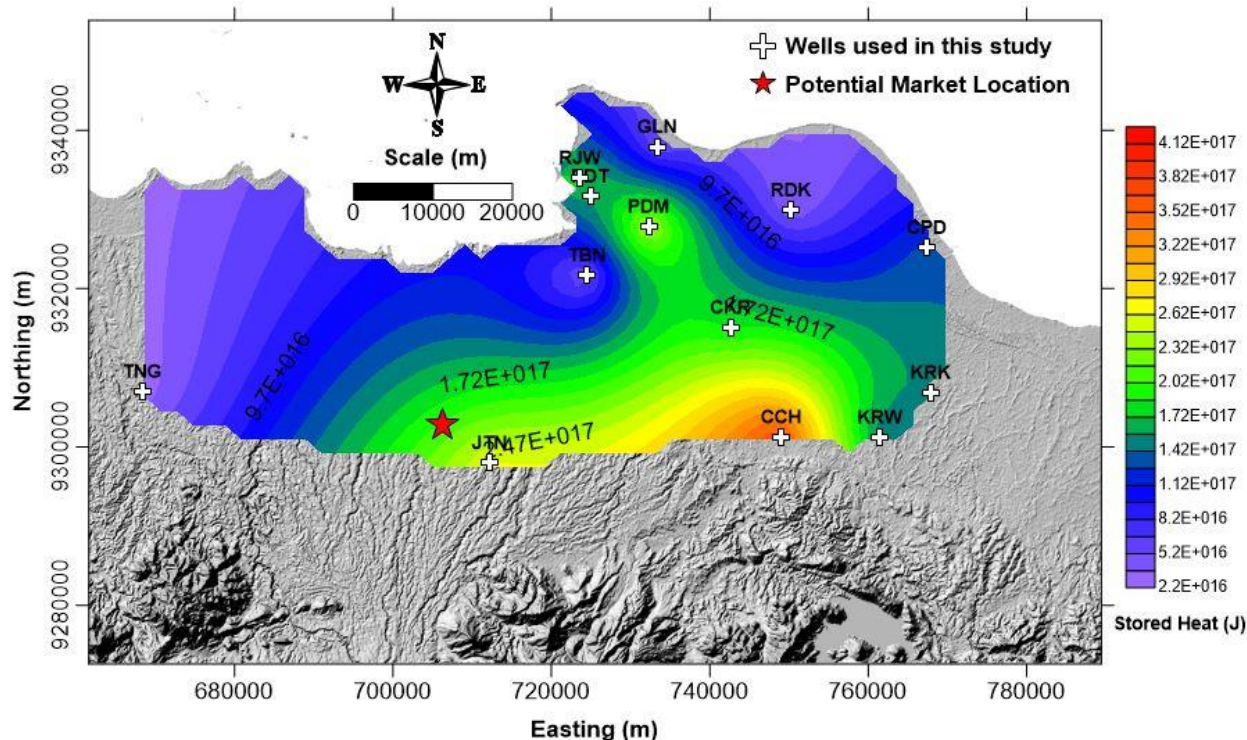 N
W E
S
Scale (m)
0 10000 20000
Wells used in this study
Potential Market Location
GLN
RJW
PDM
RDK
CPD
TBN
CKR
TNG
KRK
CCH
KRW
JTN
9.7E+016
9.7E+016
1.72E+017
4.12E+017
3.82E+017
3.52E+017
3.22E+017
2.92E+017
2.62E+017
2.32E+017
2.02E+017
1.72E+017
1.42E+017
1.12E+017
8.2E+016
5.2E+016
2.2E+016
Stored Heat (J)
Northing (m)
9340000
9320000
9300000
9280000
680000 700000 720000 740000 760000 780000
Easting (m)